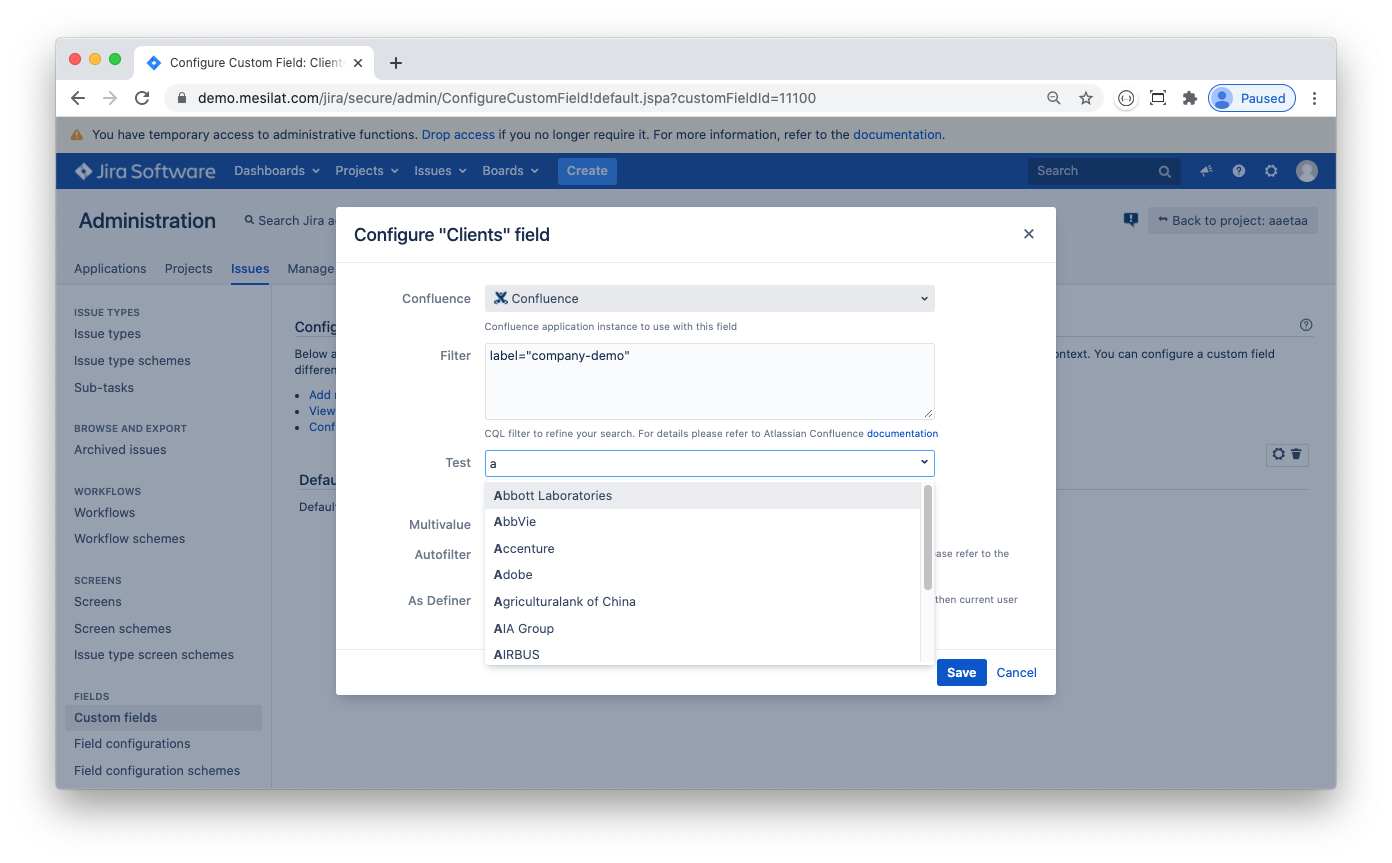 Configure Custom Field: Client
demo.mesilat.com/jira/secure/admin/ConfigureCustomField!default.jspa?customFieldId=11100
Paused
You have temporary access to administrative functions. Drop access if you no longer require it. For more information, refer to the documentation.
Jira Software
Dashboards
Projects
Issues
Boards
Create
Search
Administration
Search Jira a
Back to project: aaetaa
Applications
Projects
Issues
Manage
ISSUE TYPES
Issue types
Issue type schemes
Sub-tasks
BROWSE AND EXPORT
Archived issues
WORKFLOWS
Workflows
Workflow schemes
SCREENS
Screens
Screen schemes
Issue type screen schemes
FIELDS
Custom fields
Field configurations
Field configuration schemes
Config
Below a
ontext. You can configure a custom field
differen
Add
View
Conf
Defau
Defaul
Configure "Clients" field
Confluence
Confluence
Confluence application instance to use with this field
Filter
label="company-demo"
CQL filter to refine your search. For details please refer to Atlassian Confluence documentation
Test
a
Abbott Laboratories
AbbVie
Accenture
Adobe
Agriculturalank of China
AIA Group
AIRBUS
Multivalue
Autofilter
ase refer to the
As Definer
then current user
Save
Cancel